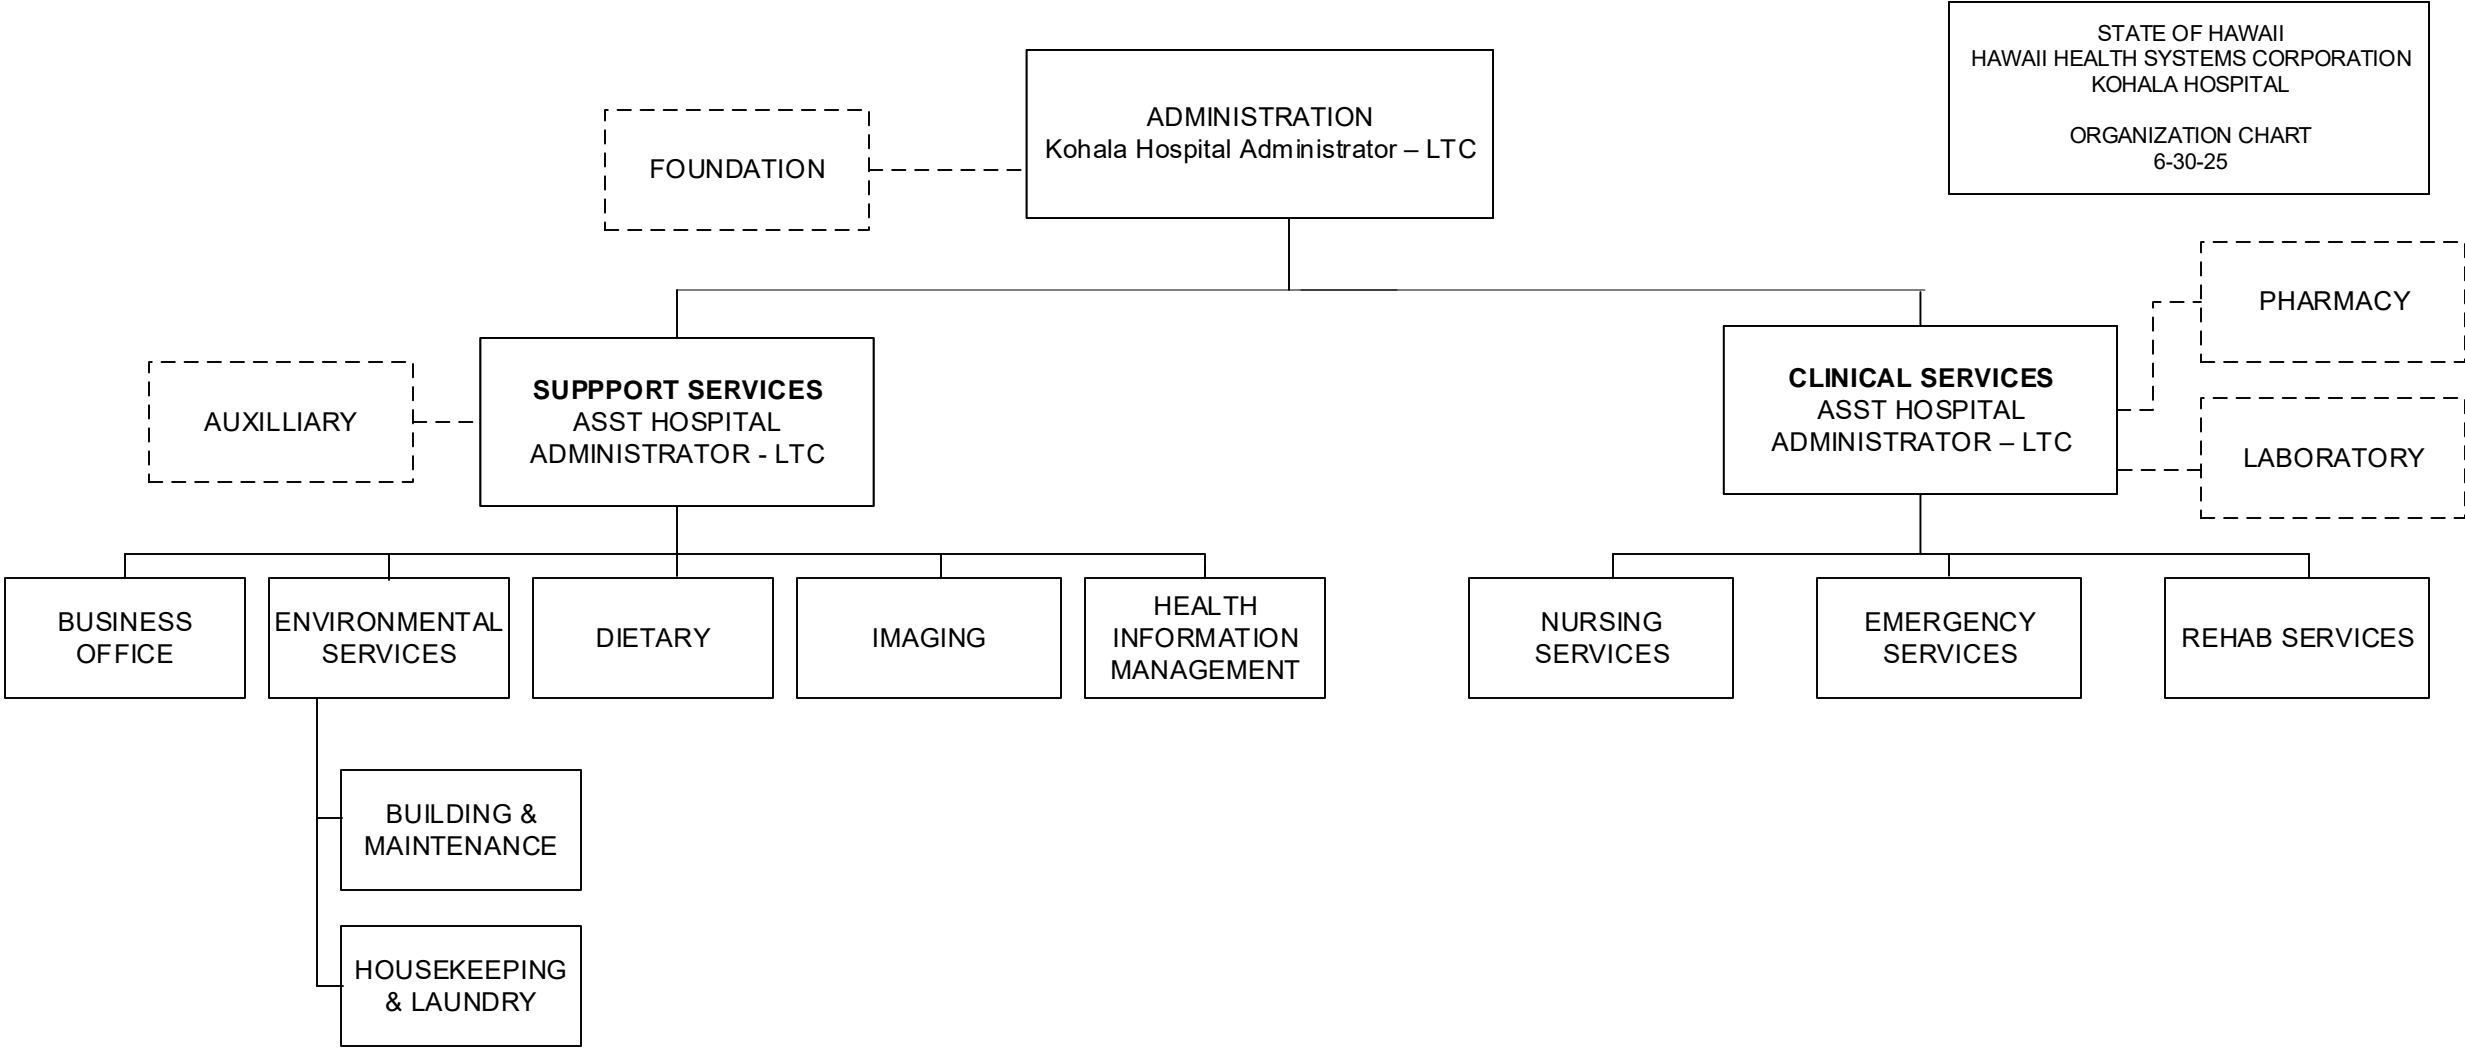 STATE OF HAWAII
HAWAII HEALTH SYSTEMS CORPORATION
KOHALA HOSPITAL
ORGANIZATION CHART
6-30-25
ADMINISTRATION
Kohala Hospital Administrator – LTC
FOUNDATION
PHARMACY
SUPPPORT SERVICES
ASST HOSPITAL
ADMINISTRATOR - LTC
AUXILLIARY
CLINICAL SERVICES
ASST HOSPITAL
ADMINISTRATOR – LTC
LABORATORY
BUSINESS
OFFICE
ENVIRONMENTAL
SERVICES
DIETARY
IMAGING
HEALTH
INFORMATION
MANAGEMENT
NURSING
SERVICES
EMERGENCY
SERVICES
REHAB SERVICES
BUILDING &
MAINTENANCE
HOUSEKEEPING
& LAUNDRY